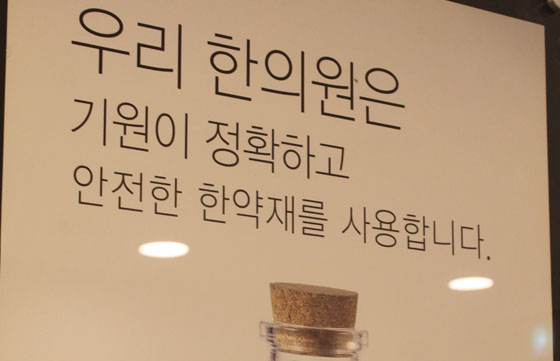 우리 한의원은
기원이 정확하고
안전한 한약재를 사용합니다.